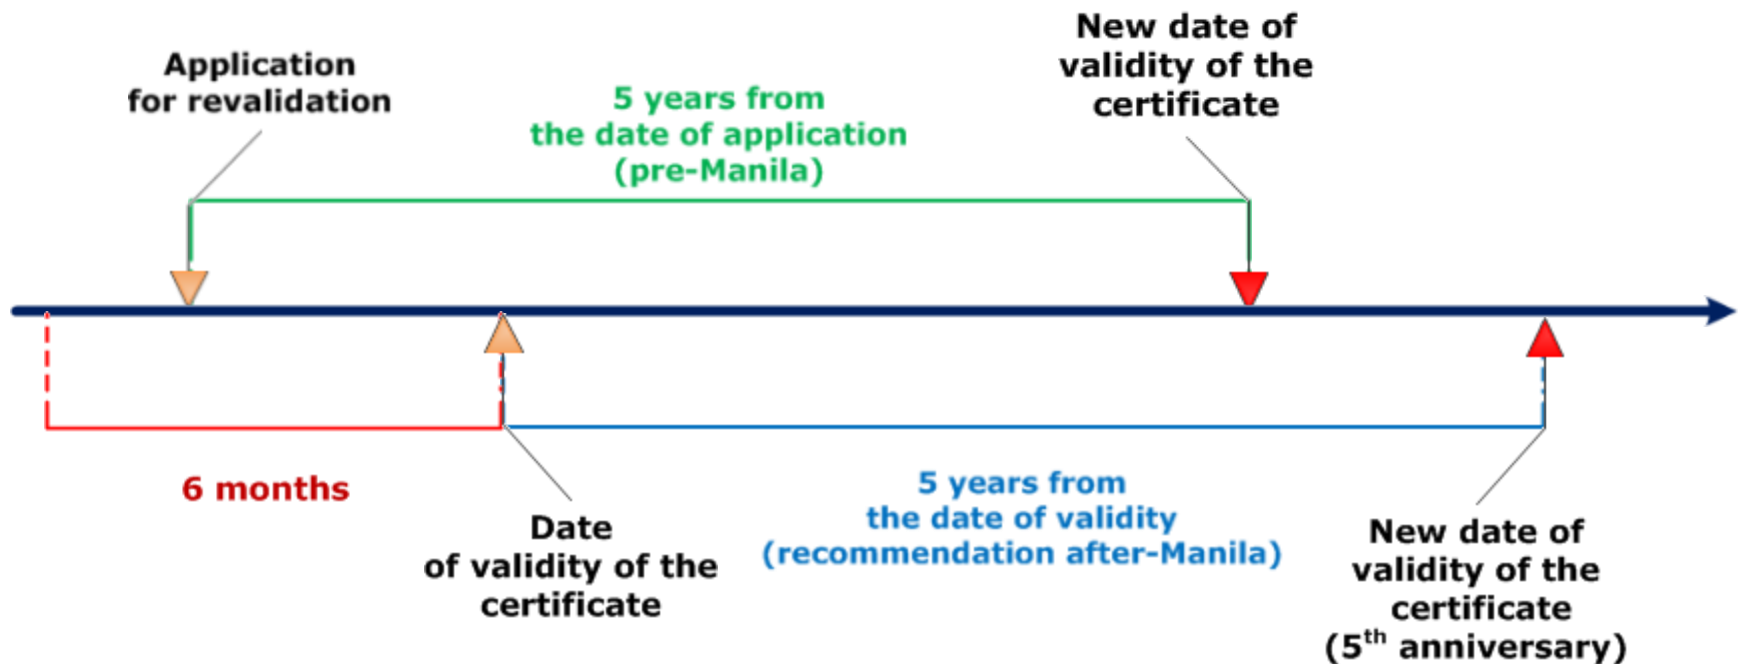 Application
for revalidation
5 years from
the date of application
(pre-Manila)
New date of
validity of the
certificate
6 months
Date
of validity of the
certificate
5 years from
the date of validity
(recommendation after-Manila)
New date of
validity of the
certificate
(5th anniversary)